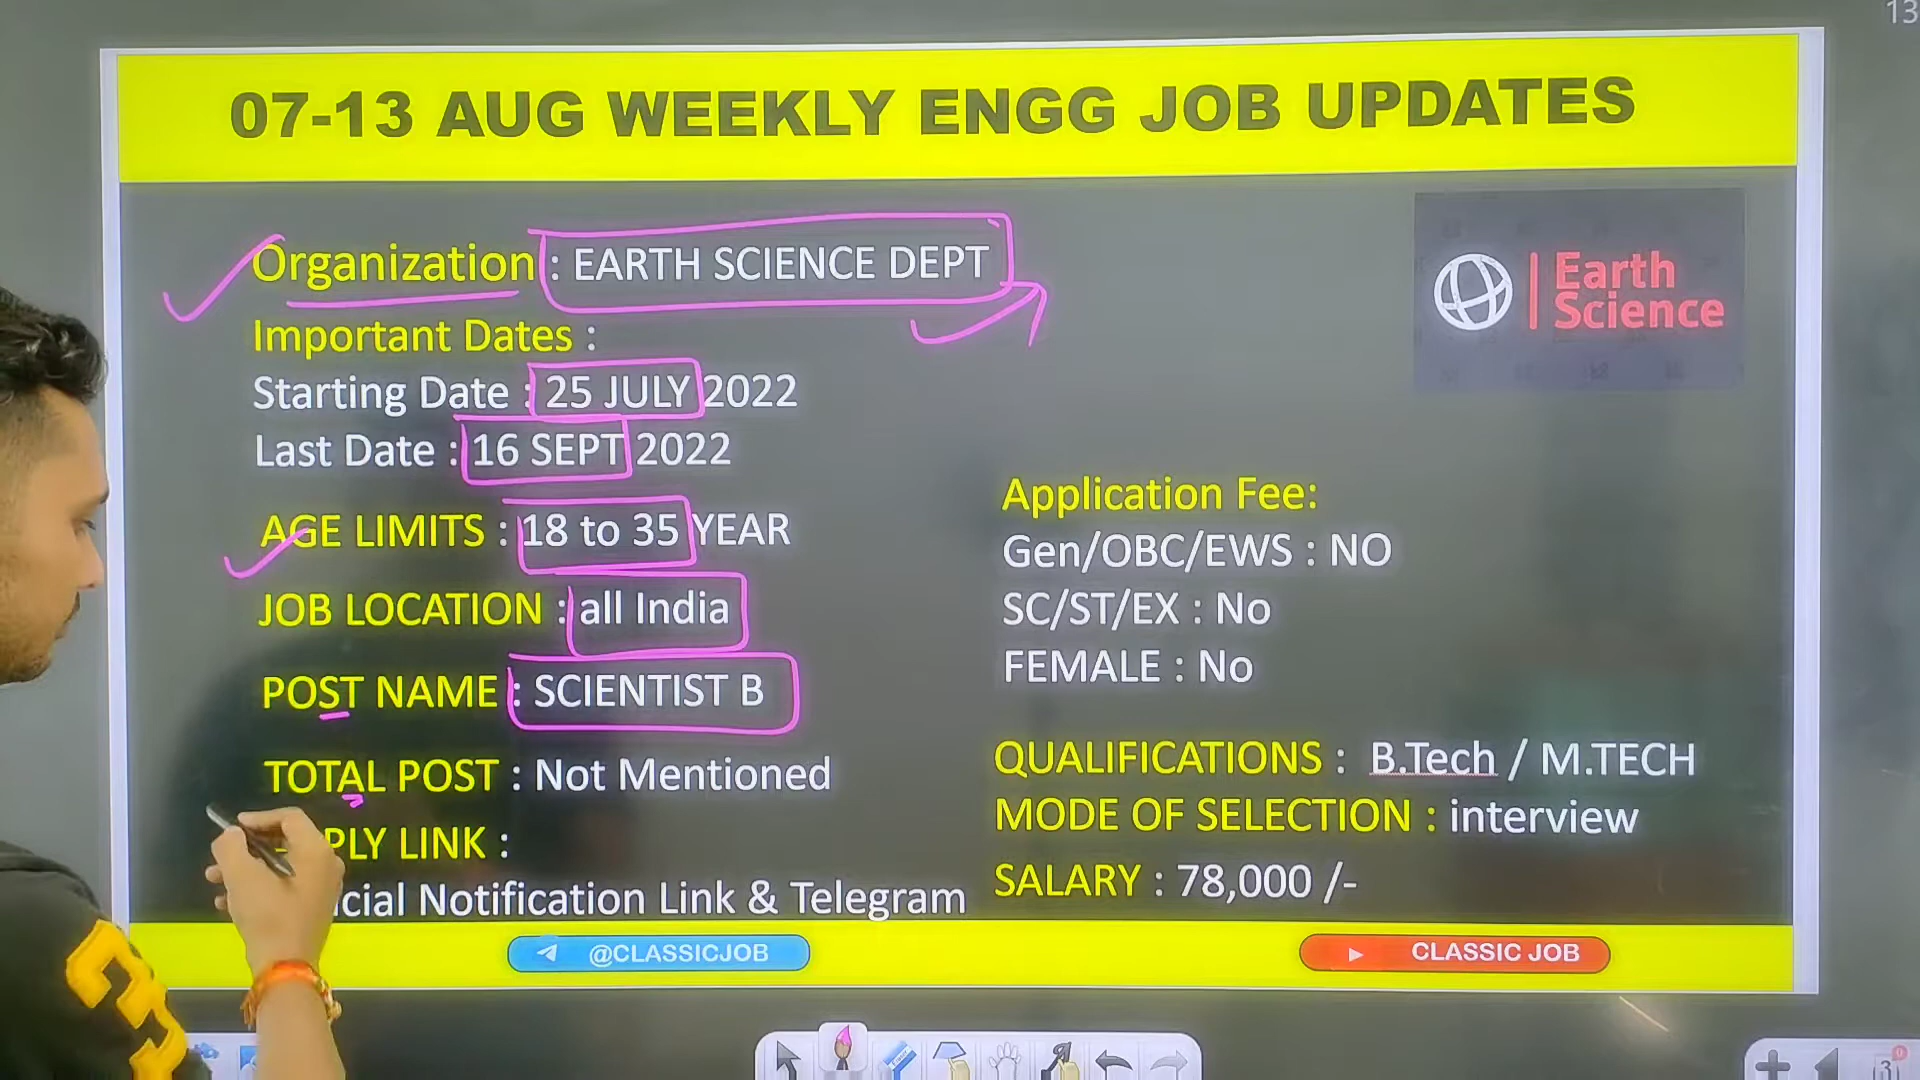 13
07-13 AUG WEEKLY ENGG JOB UPDATES
Organization : EARTH SCIENCE DEPT
Earth
Science
Important Dates :
Starting Date : 25 JULY 2022
Last Date : 16 SEPT 2022
AGE LIMITS : 18 to 35 YEAR
JOB LOCATION : all India
POST NAME : SCIENTIST B
TOTAL POST : Not Mentioned
PLY LINK :
icial Notification Link & Telegram
Application Fee:
Gen/OBC/EWS : NO
SC/ST/EX : No
FEMALE : No
QUALIFICATIONS : B.Tech / M.TECH
MODE OF SELECTION : interview
SALARY : 78,000 /-
@CLASSICJOB
CLASSIC JOB